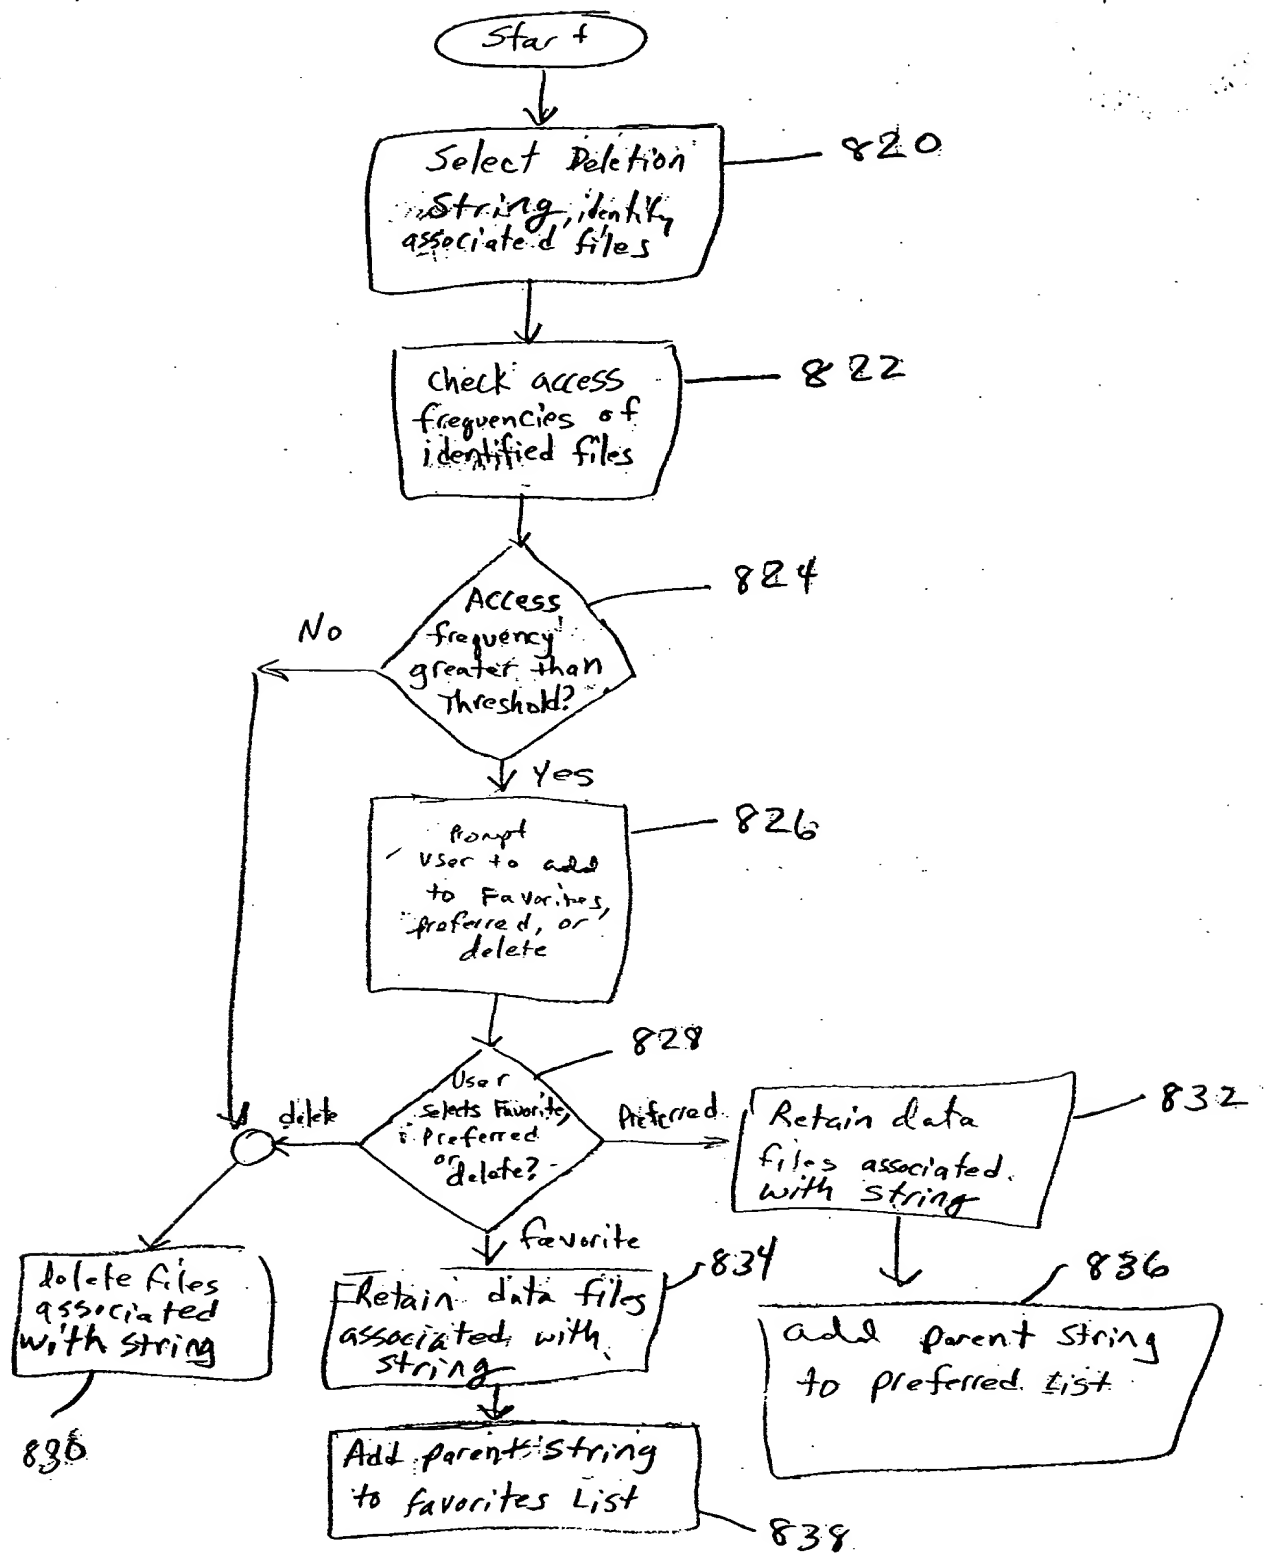 Start
Select Deletion
String, identify
associated files
820
Check access
frequencies of
identified files
822
Access
frequency
greater than
Threshold?
824
No
Yes
Prompt
User to add
to Favorites,
preferred, or
delete
826
User
selects Favorite,
Preferred
or
delete?
828
delete
Preferred
favorite
Retain data
files associated
with string
832
delete files
associated
with string
830
Retain data files
associated with
string
834
add parent string
to preferred List
836
Add parent string
to favorites List
838